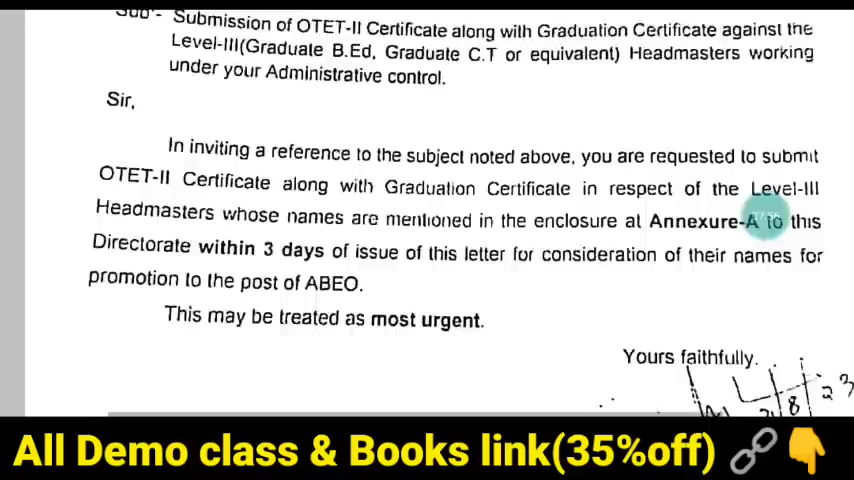 Sub'- Submission of OTET-II Certificate along with Graduation Certificate against the
Level-III(Graduate B.Ed, Graduate C.T or equivalent) Headmasters working
under your Administrative control.
Sir,
In inviting a reference to the subject noted above, you are requested to submit
OTET-II Certificate along with Graduation Certificate in respect of the Level-III
Headmasters whose names are mentioned in the enclosure at Annexure-A to this
Directorate within 3 days of issue of this letter for consideration of their names for
promotion to the post of ABEO.
This may be treated as most urgent.
Yours faithfully.
All Demo class & Books link(35%off) 🔗👇